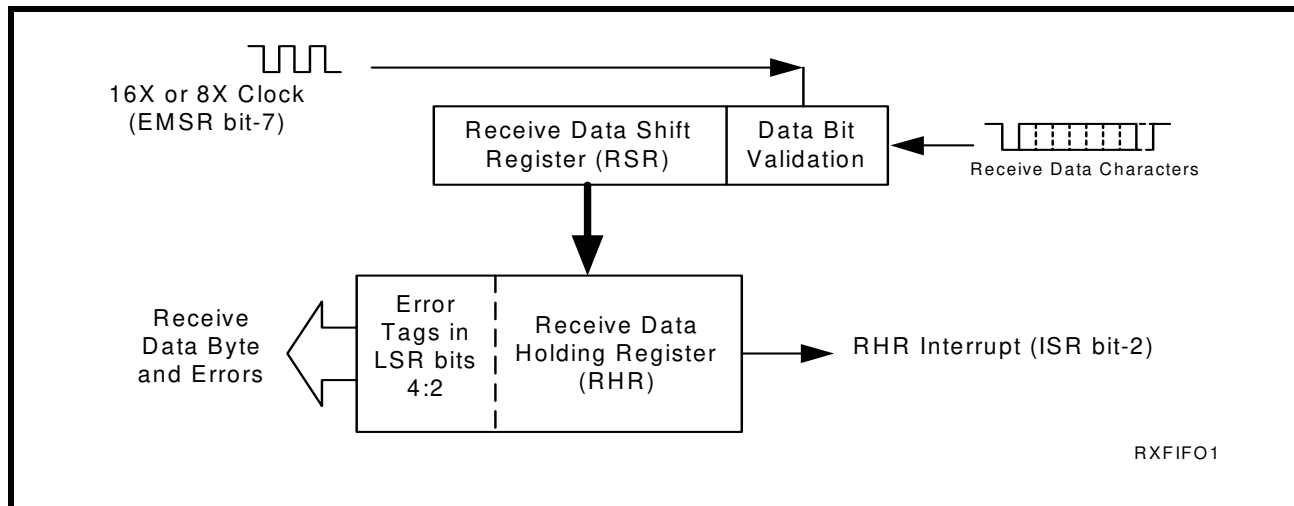 16X or 8X Clock
(EMSR bit-7)
Receive Data Shift
Register (RSR)
Data Bit
Validation
Receive Data Characters
Receive
Data Byte
and Errors
Error
Tags in
LSR bits
4:2
Receive Data
Holding Register
(RHR)
RHR Interrupt (ISR bit-2)
RXFIFO1